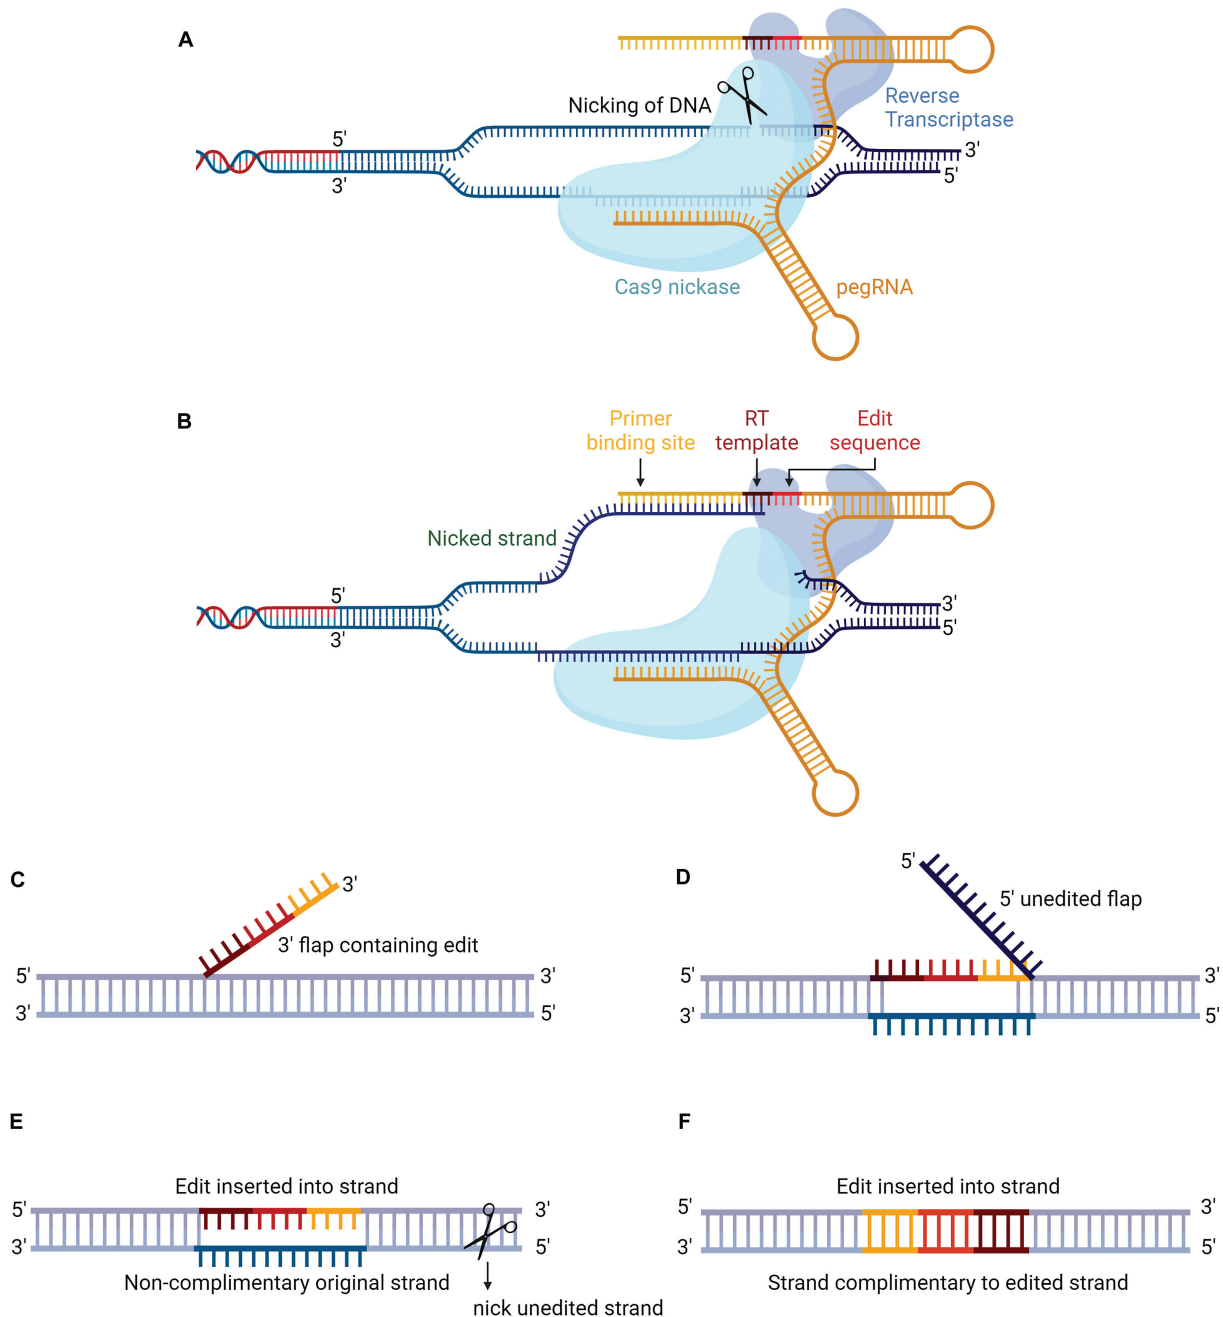 A
Nicking of DNA
Reverse
Transcriptase
5'
3'
3'
5'
Cas9 nickase
pegRNA
B
Primer
binding site
RT
template
Edit
sequence
Nicked strand
5'
3'
3'
5'
C
3'
3' flap containing edit
5'
3'
3'
5'
D
5'
5' unedited flap
5'
3'
3'
5'
E
Edit inserted into strand
5'
3'
3'
5'
Non-complimentary original strand
nick unedited strand
F
Edit inserted into strand
5'
3'
3'
5'
Strand complimentary to edited strand